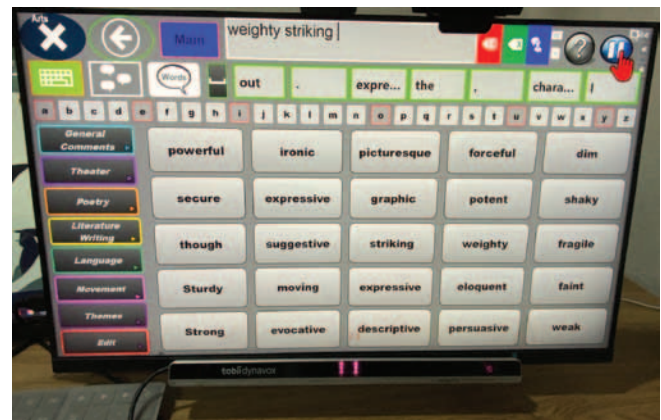 Arts
Main
weighty striking
Words
out . expre... the , chara... I
a b c d e f g h i j k l m n o p q r s t u v w x y z
General Comments
powerful ironic picturesque forceful dim
Theater
Poetry
secure expressive graphic potent shaky
Literature Writing
though suggestive striking weighty fragile
Language
Movement
Sturdy moving expressive eloquent faint
Themes
Edit
Strong evocative descriptive persuasive weak
tobii dynavox